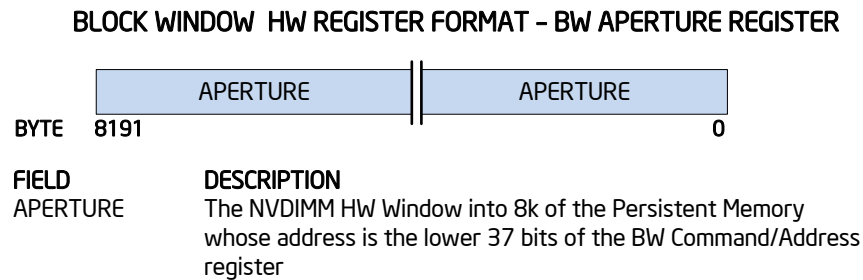 BLOCK WINDOW HW REGISTER FORMAT – BW APERTURE REGISTER
APERTURE APERTURE
BYTE 8191 0
FIELD DESCRIPTION
APERTURE The NVDIMM HW Window into 8k of the Persistent Memory
whose address is the lower 37 bits of the BW Command/Address
register